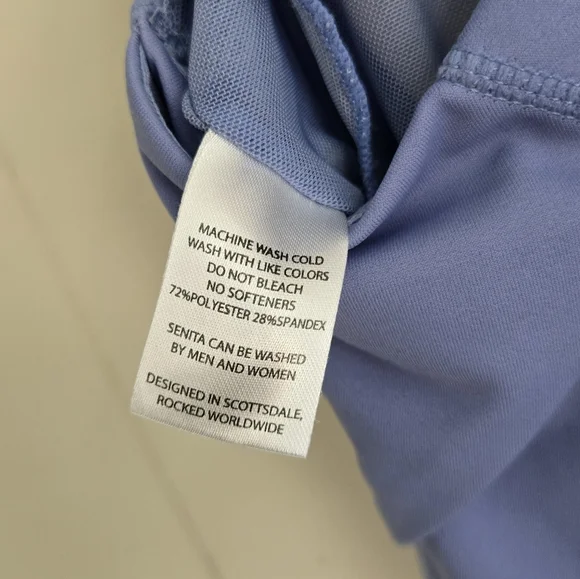 MACHINE WASH COLD
WASH WITH LIKE COLORS
DO NOT BLEACH
NO SOFTENERS
72%POLYESTER 28%SPANDEX
SENITA CAN BE WASHED
BY MEN AND WOMEN
DESIGNED IN SCOTTSDALE,
ROCKED WORLDWIDE